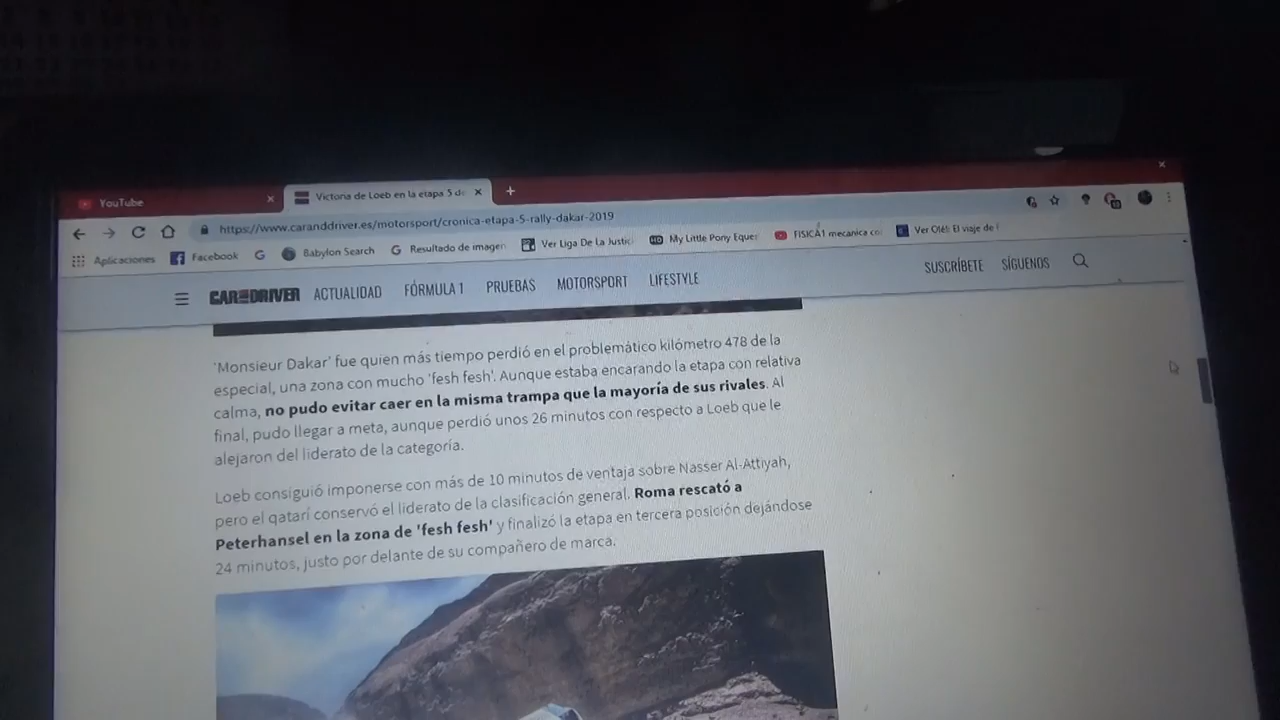 YouTube
Victoria de Loeb en la etapa 5 de
https://www.caranddriver.es/motorsport/cronica-etapa-5-rally-dakar-2019
Aplicaciones Facebook Babylon Search Resultado de imagen Ver Liga De La Justici My Little Pony Eques FISICA1 mecanica co Ver Olé!: El viaje de F
CAR DRIVER ACTUALIDAD FÓRMULA 1 PRUEBAS MOTORSPORT LIFESTYLE SUSCRÍBETE SÍGUENOS
'Monsieur Dakar' fue quien más tiempo perdió en el problemático kilómetro 478 de la
especial, una zona con mucho 'fesh fesh'. Aunque estaba encarando la etapa con relativa
calma, no pudo evitar caer en la misma trampa que la mayoría de sus rivales. Al
final, pudo llegar a meta, aunque perdió unos 26 minutos con respecto a Loeb que le
alejaron del liderato de la categoría.
Loeb consiguió imponerse con más de 10 minutos de ventaja sobre Nasser Al-Attiyah,
pero el qatarí conservó el liderato de la clasificación general. Roma rescató a
Peterhansel en la zona de 'fesh fesh' y finalizó la etapa en tercera posición dejándose
24 minutos, justo por delante de su compañero de marca.